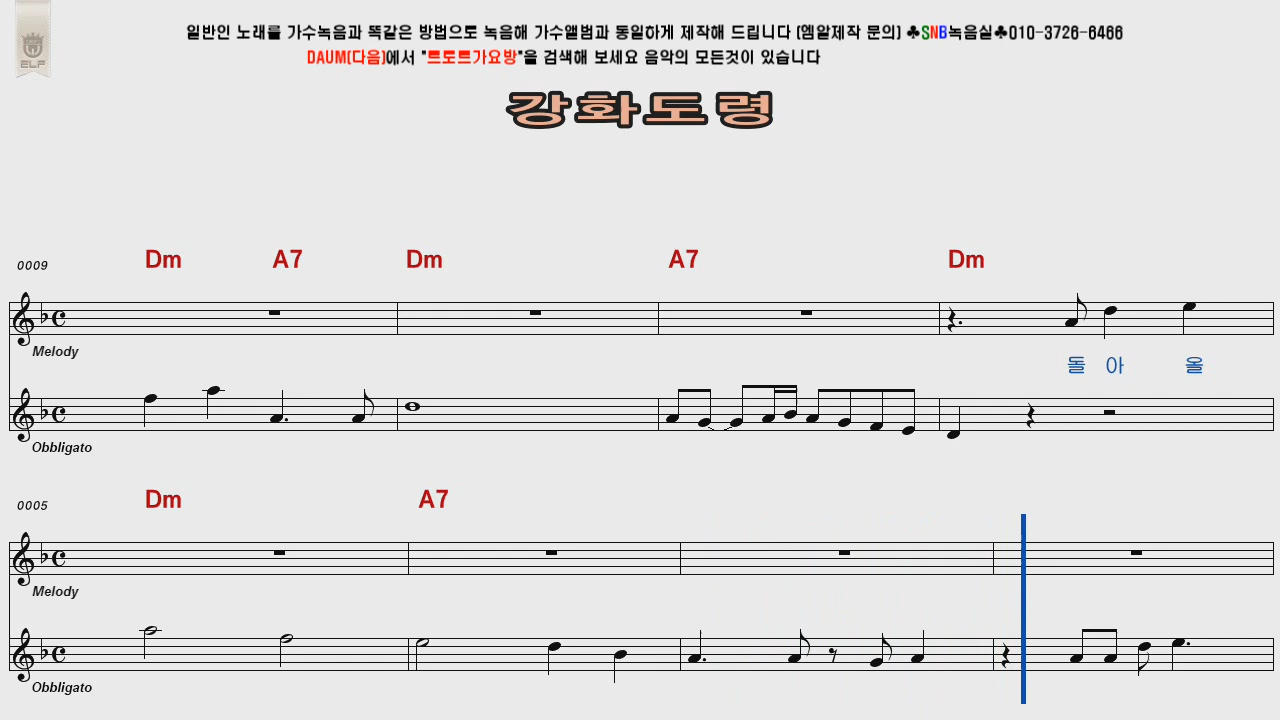 일반인 노래를 가수녹음과 똑같은 방법으로 녹음해 가수앨범과 동일하게 제작해 드립니다 (엠알제작 문의) ♣SNB녹음실♣010-3726-6466
DAUM(다음)에서 "트토트가요방"을 검색해 보세요 음악의 모든것이 있습니다
ELF
강화도령
0009 Dm A7 Dm A7 Dm
Melody
돌 아 올
Obbligato
0005 Dm A7
Melody
Obbligato